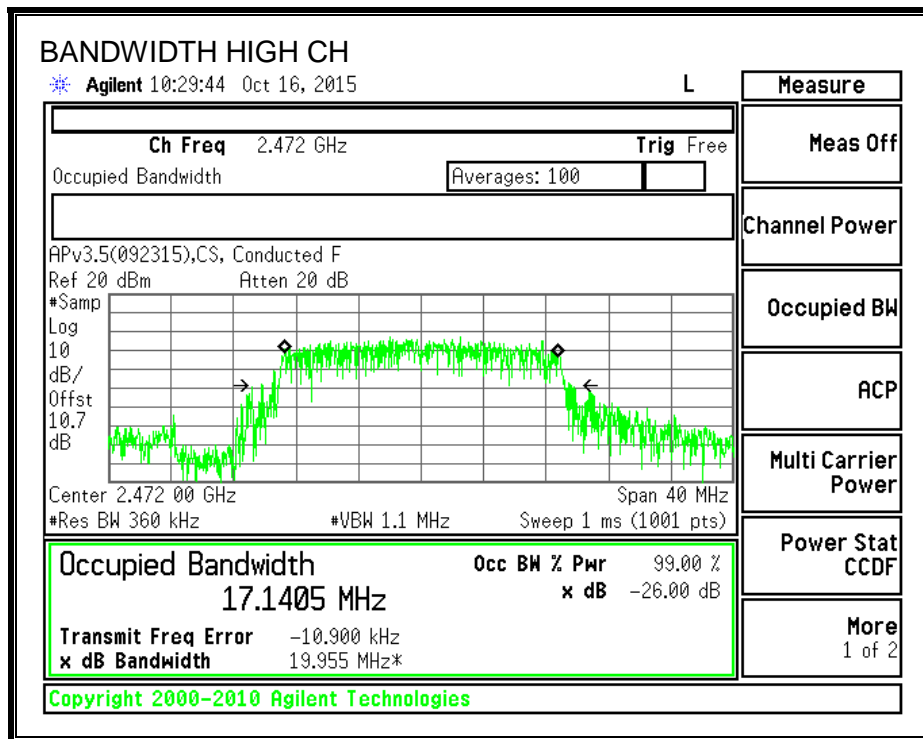 BANDWIDTH HIGH CH
Agilent 10:29:44 Oct 16, 2015 L
Ch Freq 2.472 GHz Trig Free
Occupied Bandwidth Averages: 100
APv3.5(092315),CS, Conducted F
Ref 20 dBm Atten 20 dB
#Samp
Log
10
dB/
Offst
10.7
dB
Center 2.472 00 GHz Span 40 MHz
#Res BW 360 kHz #VBW 1.1 MHz Sweep 1 ms (1001 pts)
Occupied Bandwidth Occ BW % Pwr 99.00 %
17.1405 MHz x dB -26.00 dB
Transmit Freq Error -10.900 kHz
x dB Bandwidth 19.955 MHz*
Copyright 2000-2010 Agilent Technologies
Measure
Meas Off
Channel Power
Occupied BW
ACP
Multi Carrier
Power
Power Stat
CCDF
More
1 of 2